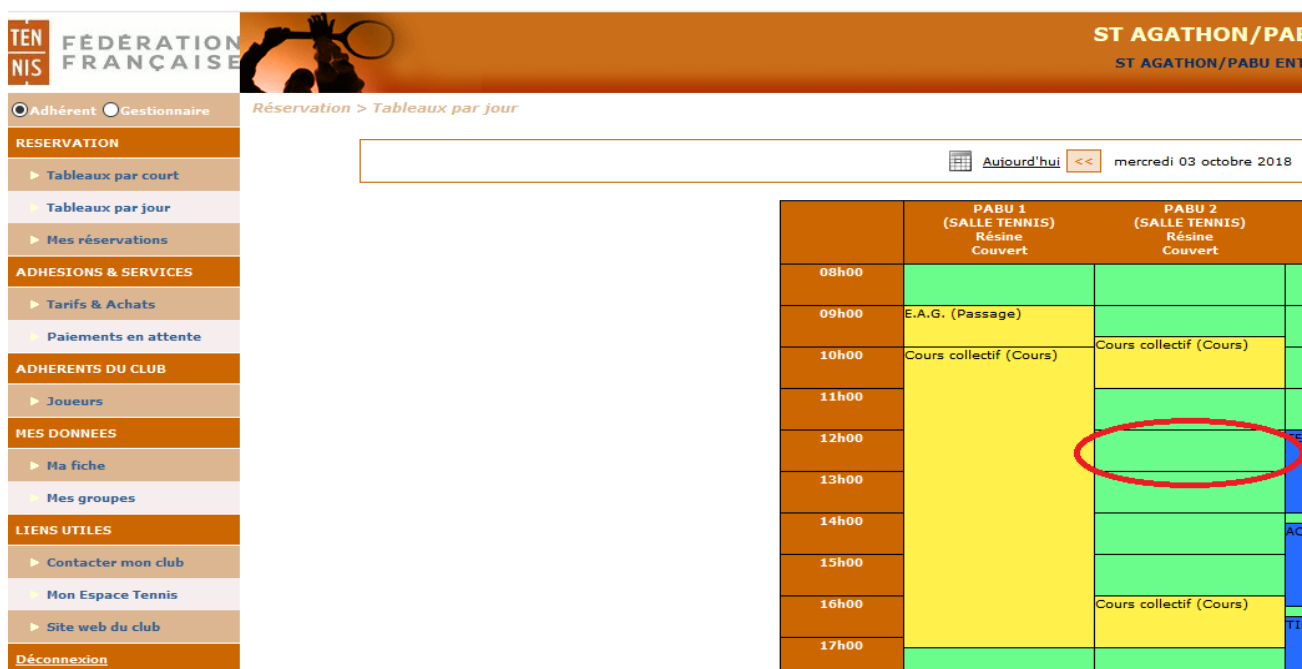 TEN
NIS
FÉDÉRATION
FRANÇAISE
ST AGATHON/PAB
ST AGATHON/PABU ENT
Adhérent Gestionnaire
Réservation > Tableaux par jour
RESERVATION
Tableaux par court
Tableaux par jour
Mes réservations
ADHESIONS & SERVICES
Tarifs & Achats
Paiements en attente
ADHERENTS DU CLUB
Joueurs
MES DONNEES
Ma fiche
Mes groupes
LIENS UTILES
Contacter mon club
Mon Espace Tennis
Site web du club
Déconnexion
Aujourd'hui << mercredi 03 octobre 2018
PABU 1
(SALLE TENNIS)
Résine
Couvert
PABU 2
(SALLE TENNIS)
Résine
Couvert
08h00
09h00
E.A.G. (Passage)
Cours collectif (Cours)
10h00
Cours collectif (Cours)
11h00
12h00
13h00
14h00
AC
15h00
16h00
Cours collectif (Cours)
TI
17h00